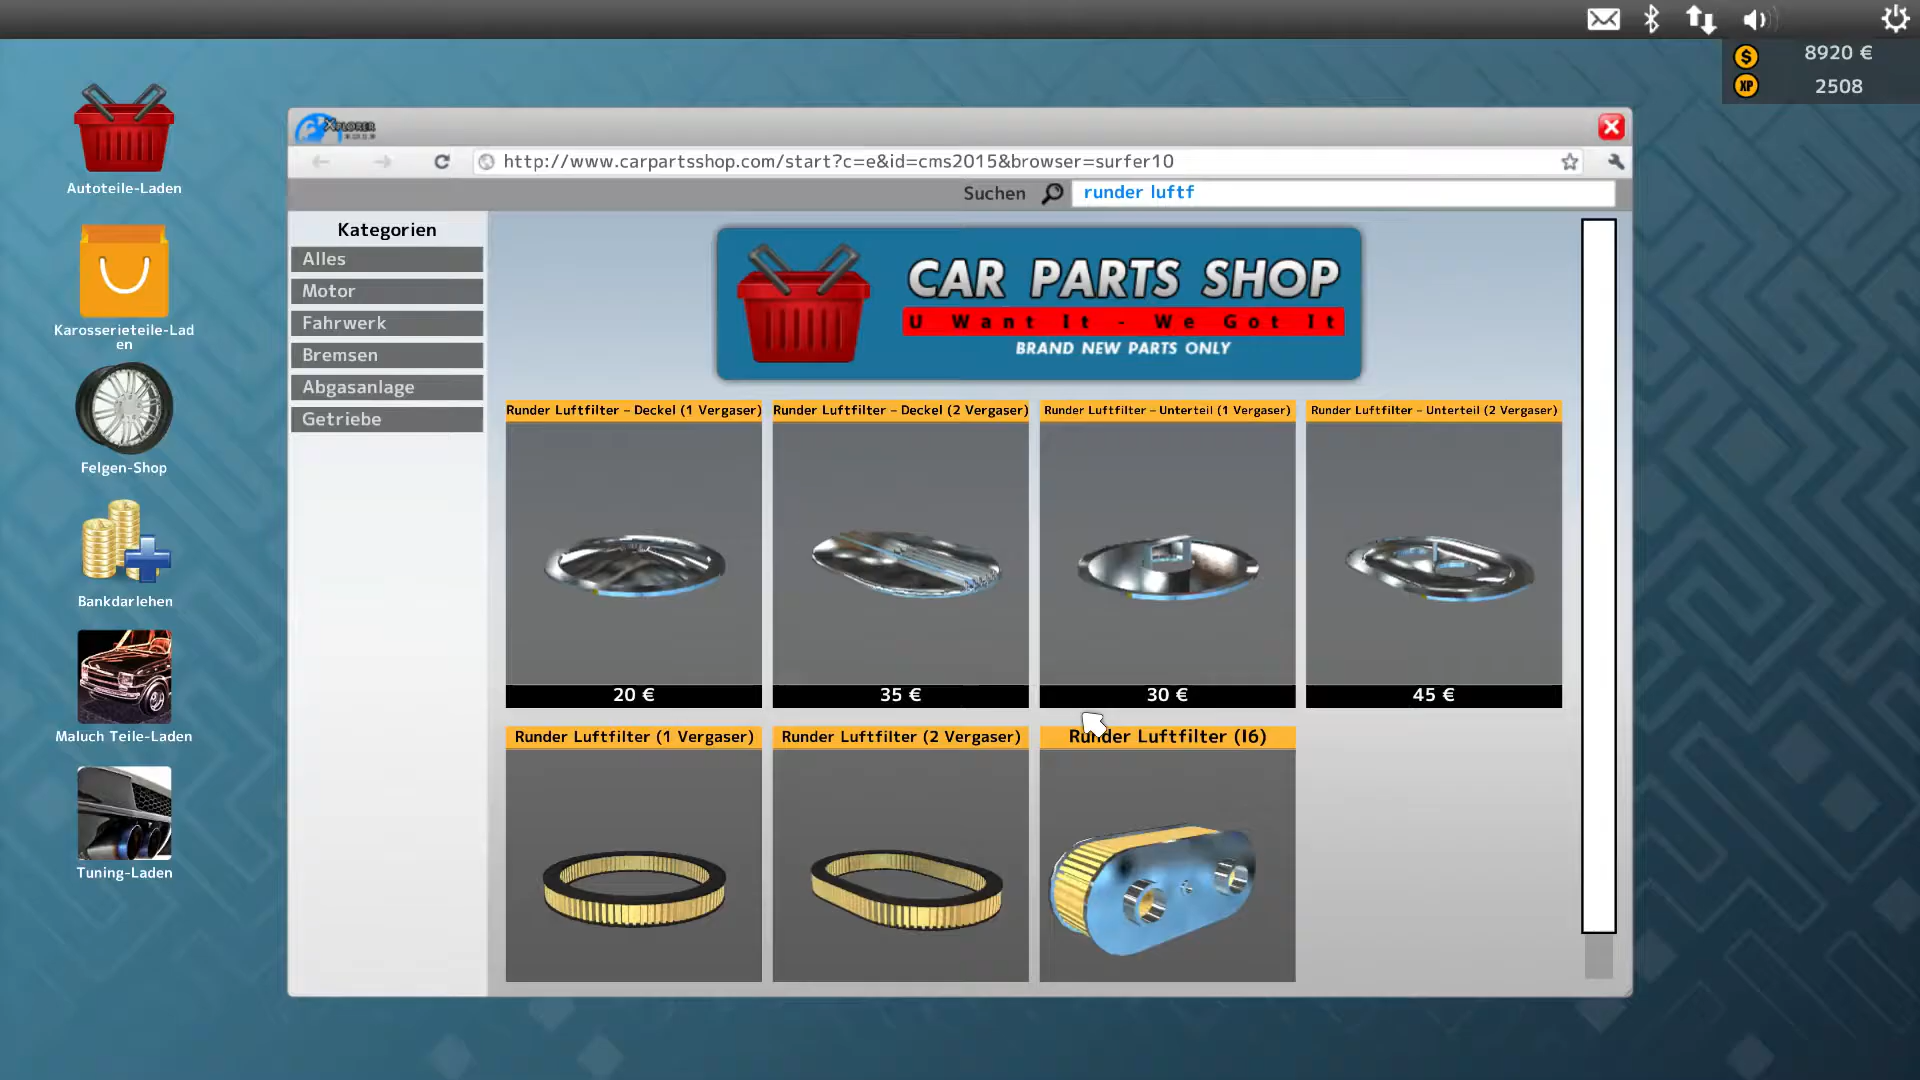 8920 €
XP 2508
Autoteile-Laden
Karosserieteile-Lad
en
Felgen-Shop
Bankdarlehen
Maluch Teile-Laden
Tuning-Laden
XPLORER
http://www.carpartsshop.com/start?c=e&id=cms2015&browser=surfer10
Suchen
runder luftf
Kategorien
Alles
Motor
Fahrwerk
Bremsen
Abgasanlage
Getriebe
CAR PARTS SHOP
U Want It - We Got It
BRAND NEW PARTS ONLY
Runder Luftfilter – Deckel (1 Vergaser)
Runder Luftfilter – Deckel (2 Vergaser)
Runder Luftfilter – Unterteil (1 Vergaser)
Runder Luftfilter – Unterteil (2 Vergaser)
20 €
35 €
30 €
45 €
Runder Luftfilter (1 Vergaser)
Runder Luftfilter (2 Vergaser)
Runder Luftfilter (I6)